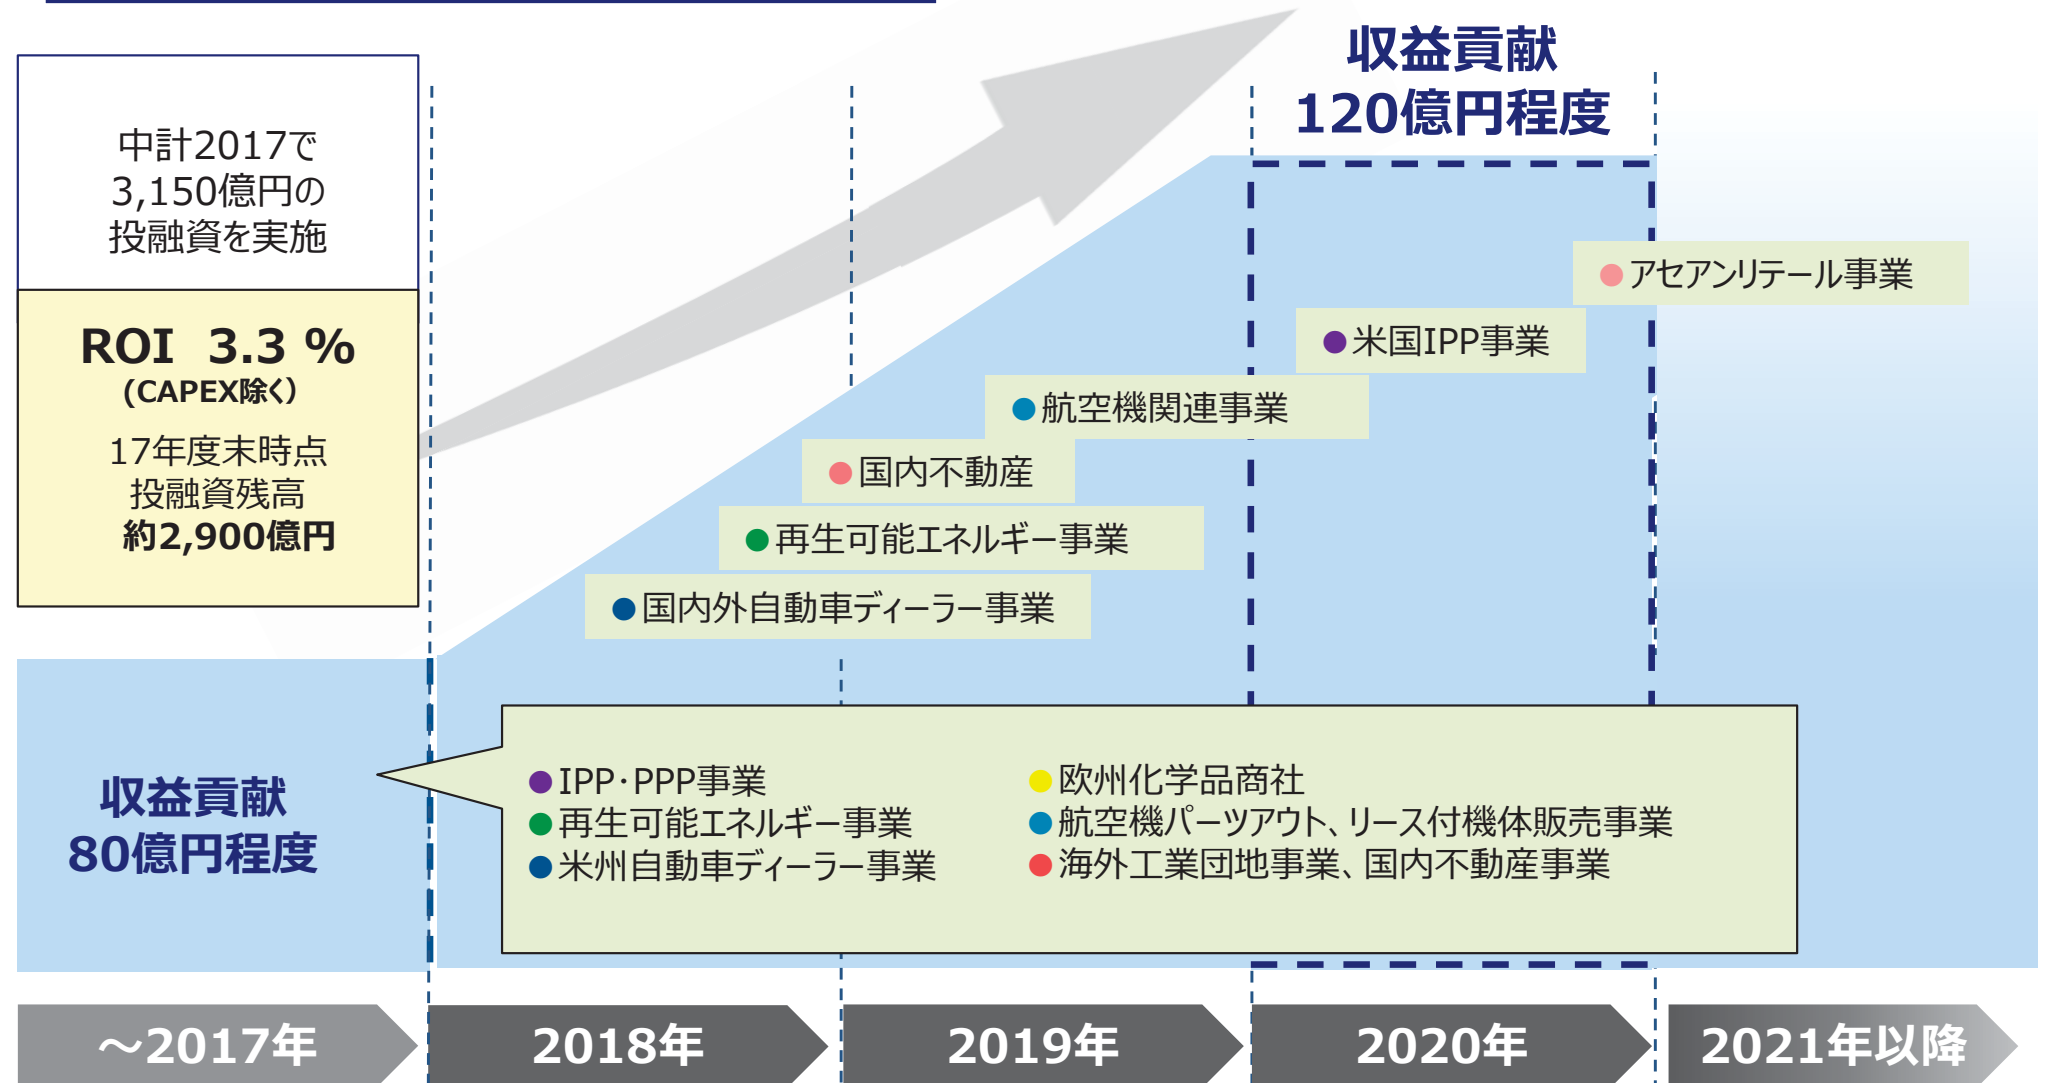 収益貢献
120億円程度
中計2017で
3,150億円の
投融資を実施
ROI 3.3 %
(CAPEX除く)
17年度末時点
投融資残高
約2,900億円
●アセアンリテール事業
●米国IPP事業
●航空機関連事業
●国内不動産
●再生可能エネルギー事業
●国内外自動車ディーラー事業
収益貢献
80億円程度
●IPP・PPP事業
●再生可能エネルギー事業
●米州自動車ディーラー事業
●欧州化学品商社
●航空機パーツアウト、リース付機体販売事業
●海外工業団地事業、国内不動産事業
～2017年
2018年
2019年
2020年
2021年以降